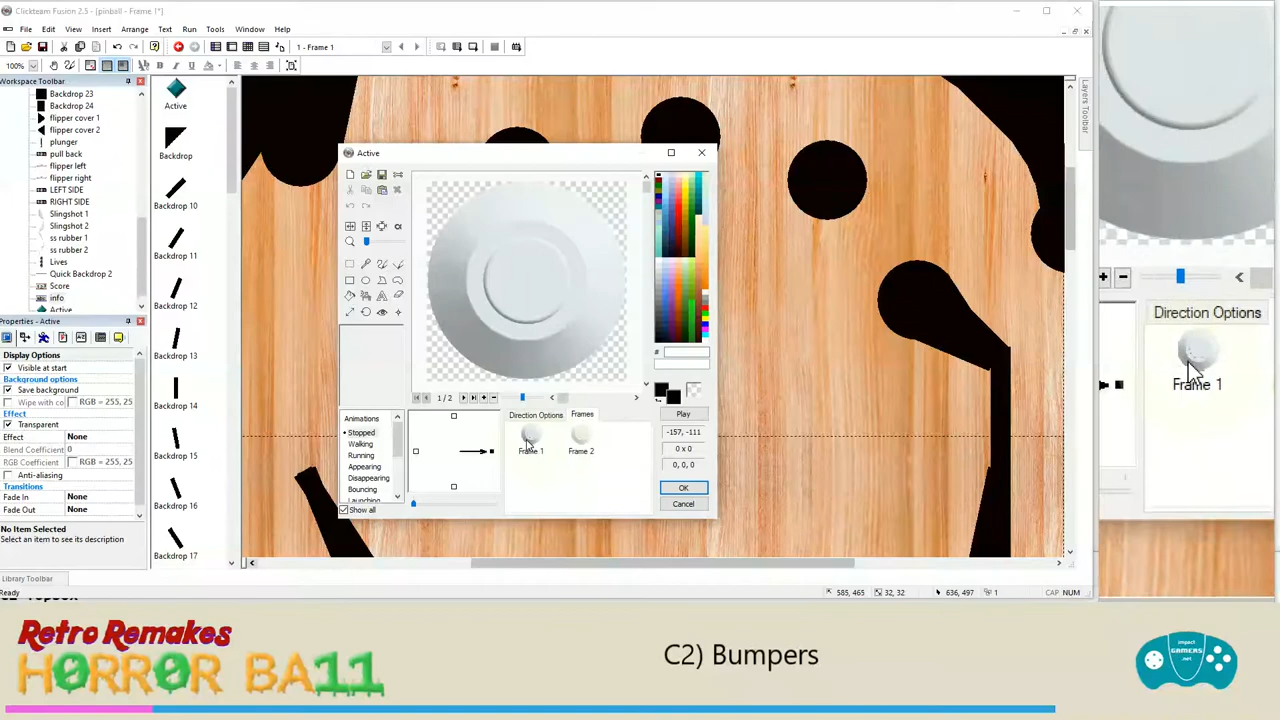 Clickteam Fusion 2.5 - [pinball - Frame 1*]
File Edit View Insert Arrange Text Run Tools Window Help
1 - Frame 1
100%
B I U
Workspace Toolbar
Backdrop 23
Backdrop 24
flipper cover 1
flipper cover 2
plunger
pull back
flipper left
flipper right
LEFT SIDE
RIGHT SIDE
Slingshot 1
Slingshot 2
ss rubber 1
ss rubber 2
Lives
Quick Backdrop 2
Score
info
Active
Active
Backdrop
Backdrop 10
Backdrop 11
Backdrop 12
Backdrop 13
Backdrop 14
Backdrop 15
Backdrop 16
Backdrop 17
Properties - Active
Display Options
Visible at start
Background options
Save background
Wipe with co RGB = 255, 25
Effect
Transparent
Effect None
Blend Coefficient 0
RGB Coefficient RGB = 255, 25
Anti-aliasing
Transitions
Fade In None
Fade Out None
No Item Selected
Select an item to see its description
Library Toolbar
Ready
585, 465 32, 32 636, 497 1 CAP NUM
Layers Toolbar
Active
#
1 / 2
Animations
Stopped
Walking
Running
Appearing
Disappearing
Bouncing
Launching
Show all
Direction Options Frames
Frame 1 Frame 2
Play
-157, -111
0 x 0
0, 0, 0
OK
Cancel
Direction Options
Frame 1
Retro Remakes
HORROR BA11
C2) Bumpers
impact
GAMERS
.net